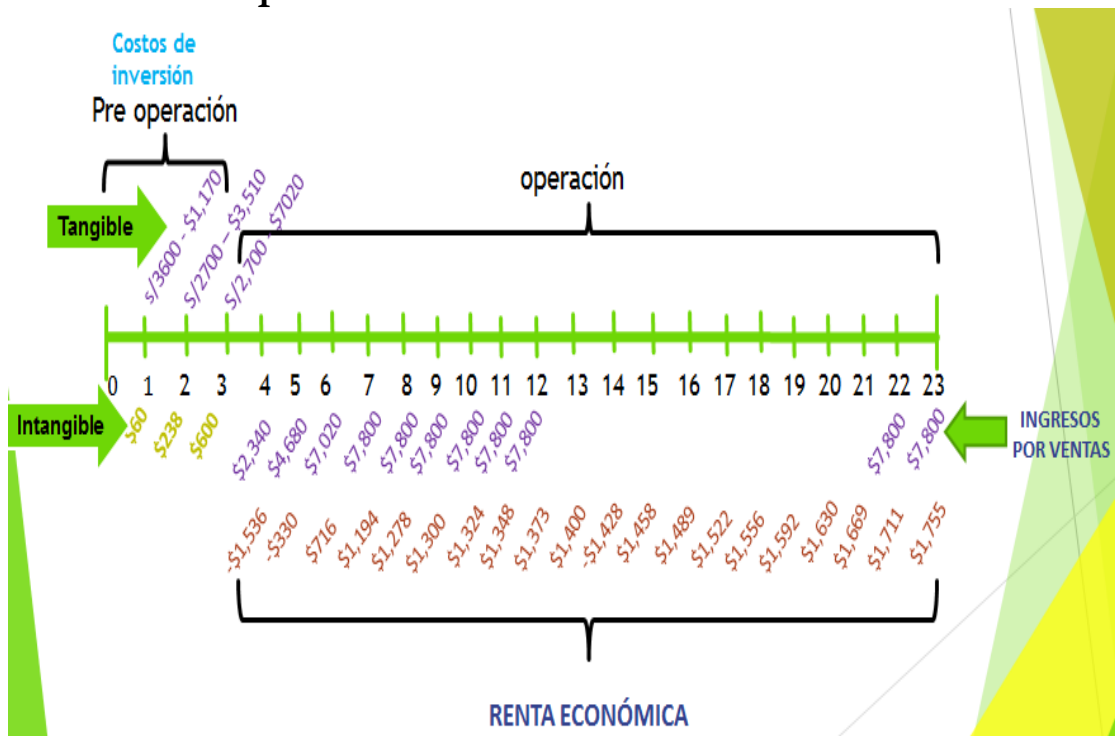 Costos de
inversión
Pre operación
operación
Tangible
s/3600 - $1,170
S/2700 – $3,510
S/2,700 - $7020
0 1 2 3 4 5 6 7 8 9 10 11 12 13 14 15 16 17 18 19 20 21 22 23
Intangible
$60 $238 $600
$2,340 $4,680 $7,020 $7,800 $7,800 $7,800 $7,800 $7,800 $7,800 $7,800 $7,800
INGRESOS
POR VENTAS
-$1,536 -$330 $716 $1,194 $1,278 $1,300 $1,324 $1,348 $1,373 $1,400 -$1,428 $1,458 $1,489 $1,522 $1,556 $1,592 $1,630 $1,669 $1,711 $1,755
RENTA ECONÓMICA